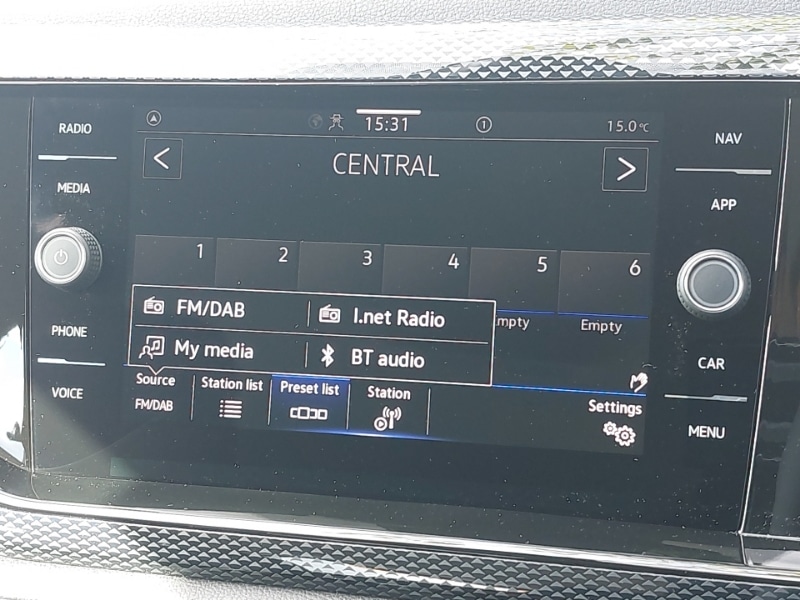 RADIO
MEDIA
PHONE
VOICE
15:31
1
15.0°C
CENTRAL
1 2 3 4 5 6
Empty
FM/DAB
I.net Radio
My media
BT audio
Source
FM/DAB
Station list
Preset list
Station
Settings
NAV
APP
CAR
MENU